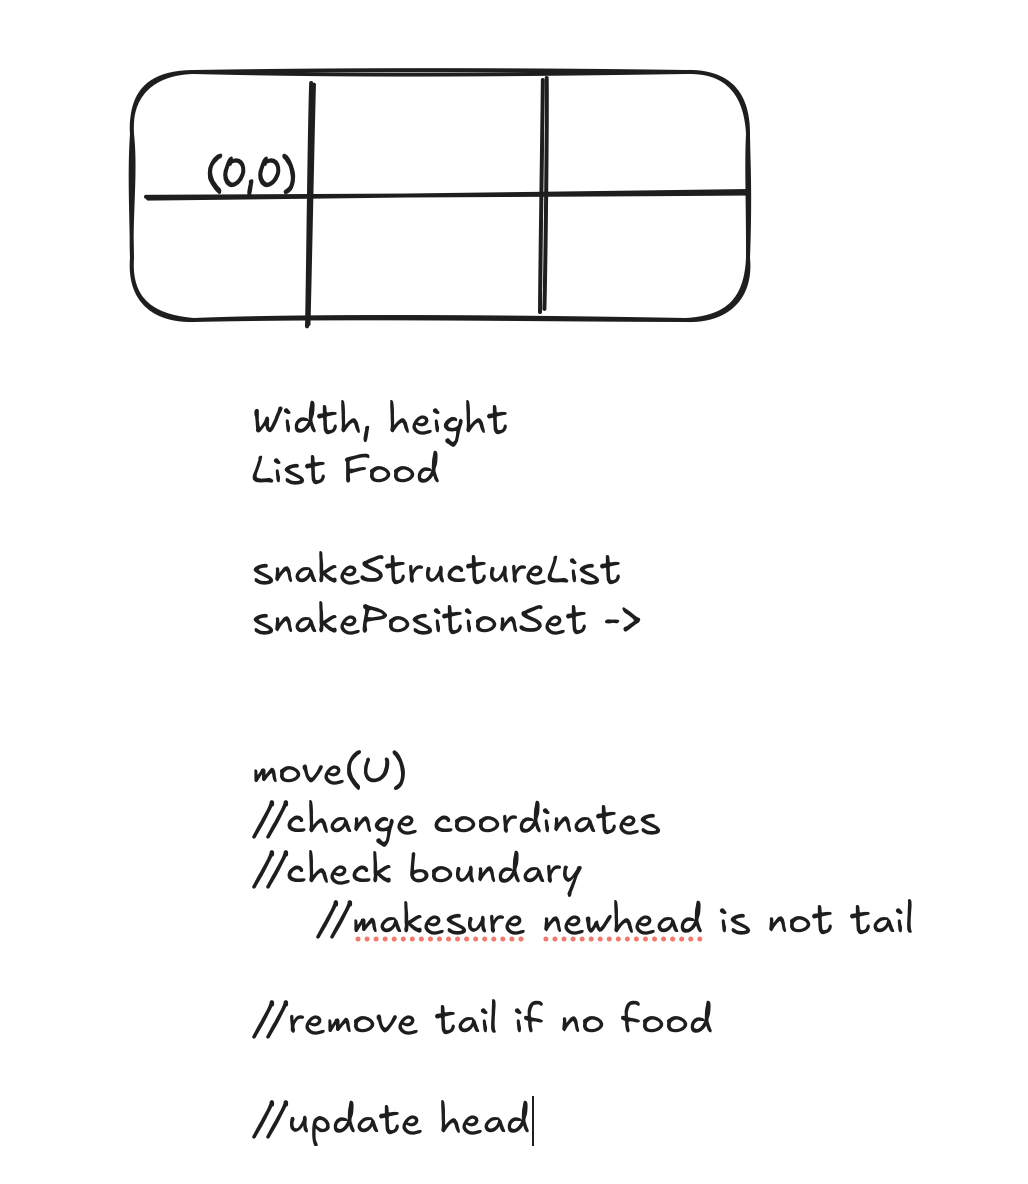 (0,0)
Width, height
List Food
snakeStructureList
snakePositionSet ->
move(U)
//change coordinates
//check boundary
//makesure newhead is not tail
//remove tail if no food
//update head